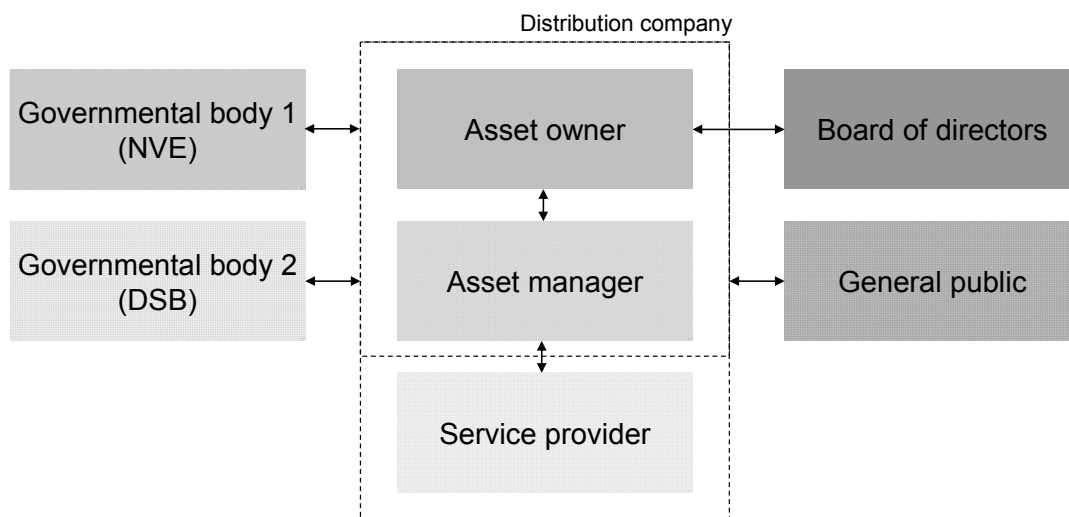 Distribution company
Governmental body 1
(NVE)
Asset owner
Board of directors
Governmental body 2
(DSB)
Asset manager
General public
Service provider